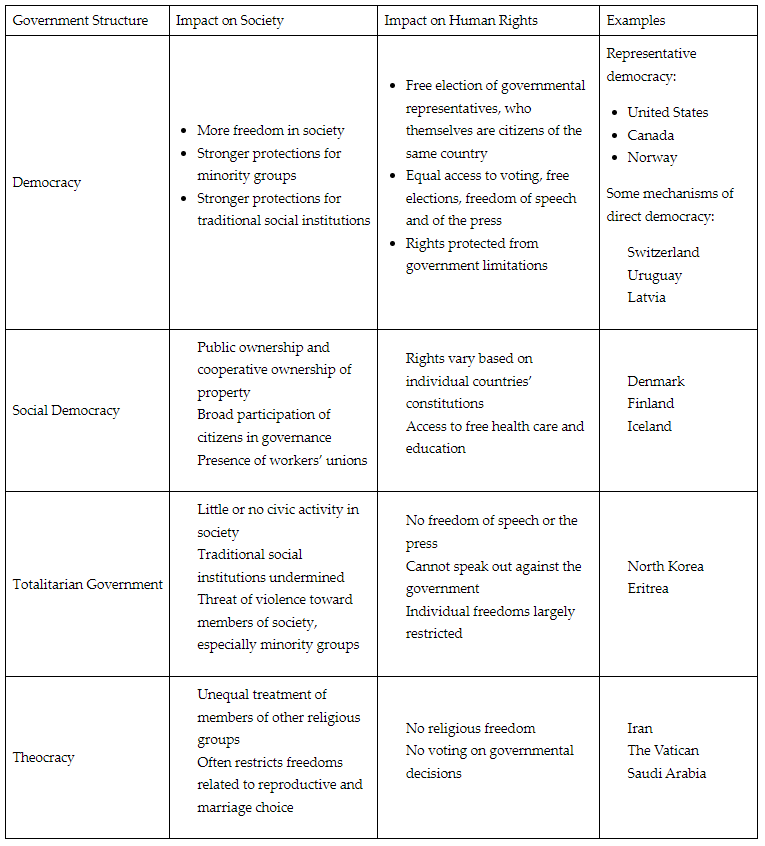 Government Structure
Impact on Society
Impact on Human Rights
Examples
Democracy
• More freedom in society
• Stronger protections for
minority groups
• Stronger protections for
traditional social institutions
• Free election of governmental
representatives, who
themselves are citizens of the
same country
• Equal access to voting, free
elections, freedom of speech
and of the press
• Rights protected from
government limitations
Representative
democracy:
• United States
• Canada
• Norway
Some mechanisms of
direct democracy:
Switzerland
Uruguay
Latvia
Social Democracy
Public ownership and
cooperative ownership of
property
Broad participation of
citizens in governance
Presence of workers’ unions
Rights vary based on
individual countries’
constitutions
Access to free health care and
education
Denmark
Finland
Iceland
Totalitarian Government
Little or no civic activity in
society
Traditional social
institutions undermined
Threat of violence toward
members of society,
especially minority groups
No freedom of speech or the
press
Cannot speak out against the
government
Individual freedoms largely
restricted
North Korea
Eritrea
Theocracy
Unequal treatment of
members of other religious
groups
Often restricts freedoms
related to reproductive and
marriage choice
No religious freedom
No voting on governmental
decisions
Iran
The Vatican
Saudi Arabia